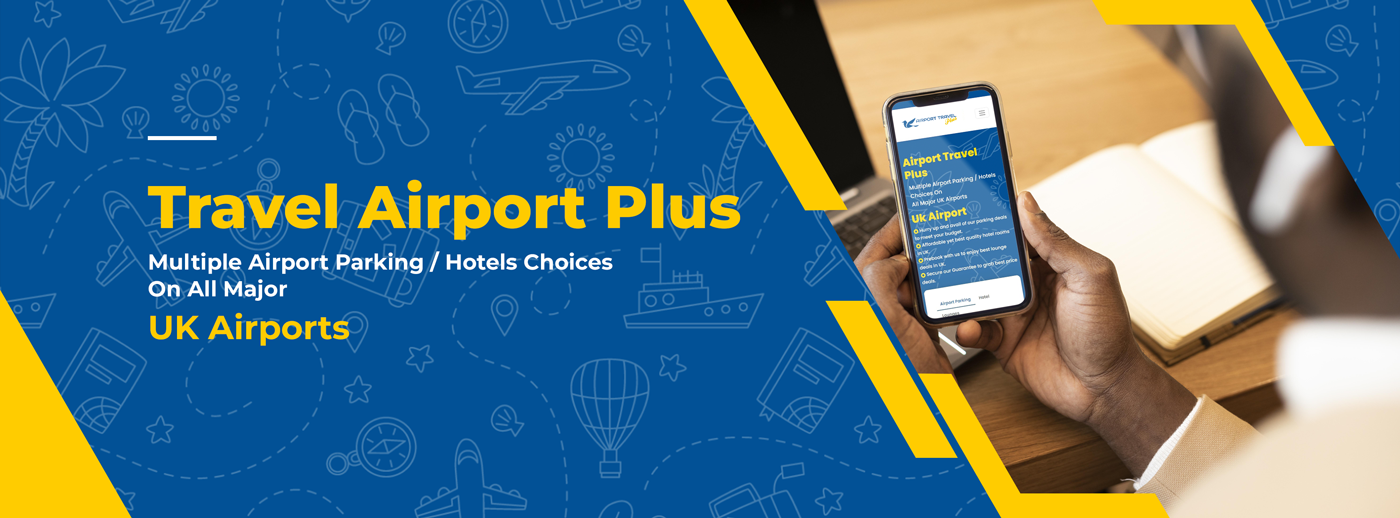 Travel Airport Plus
Multiple Airport Parking / Hotels Choices
On All Major
UK Airports
AIRPORT TRAVEL
Airport Travel
Plus
Multiple Airport Parking / Hotels
Choices On
All Major UK Airports
Uk Airport
Hurry up and avail of our parking deals
to meet your budget.
Affordable yet best quality hotel rooms
in UK.
Prebook with us to enjoy best lounge
deals in UK.
Secure our Guarantee to grab best price
deals.
Airport Parking
Hotel